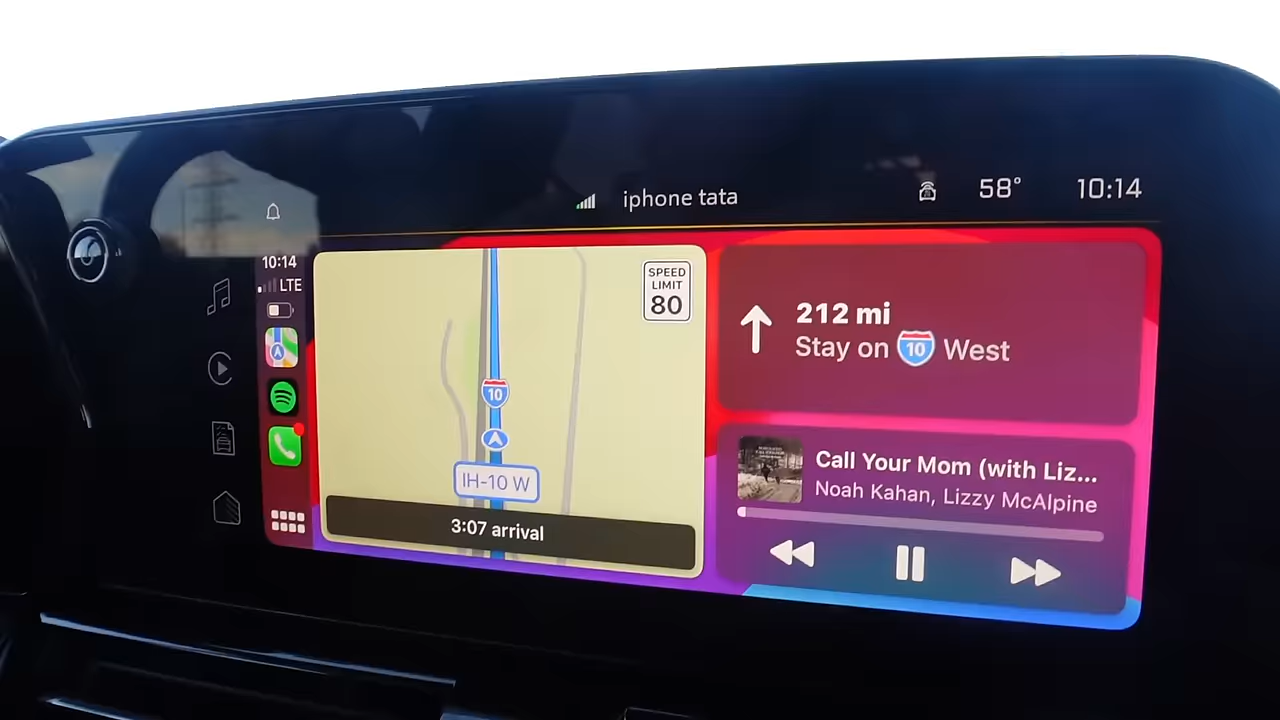 iphone tata
58°
10:14
10:14
LTE
SPEED
LIMIT
80
10
IH-10 W
3:07 arrival
212 mi
Stay on 10 West
Call Your Mom (with Liz...
Noah Kahan, Lizzy McAlpine